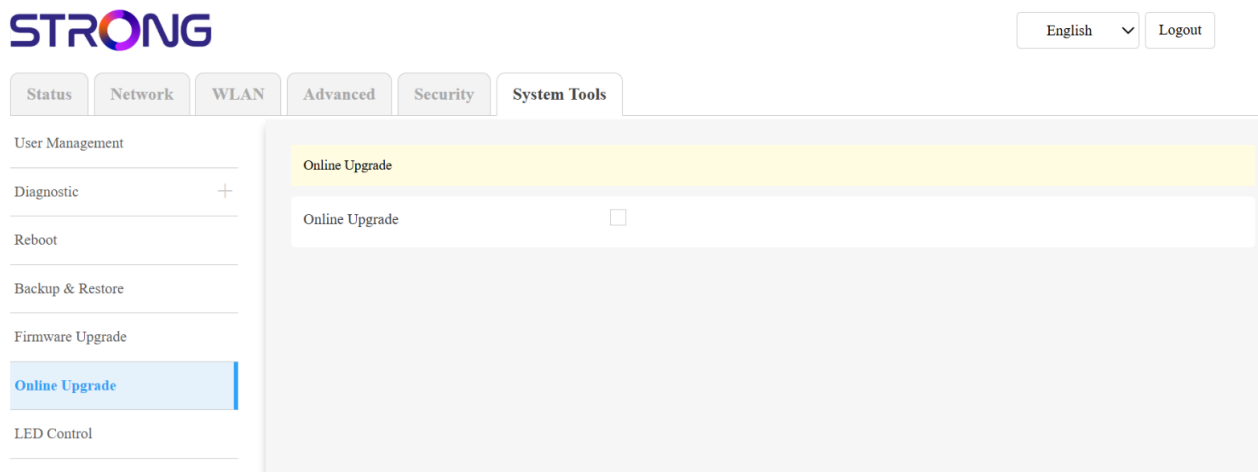 STRONG
English
Logout
Status
Network
WLAN
Advanced
Security
System Tools
User Management
Diagnostic
Reboot
Backup & Restore
Firmware Upgrade
Online Upgrade
LED Control
Online Upgrade
Online Upgrade